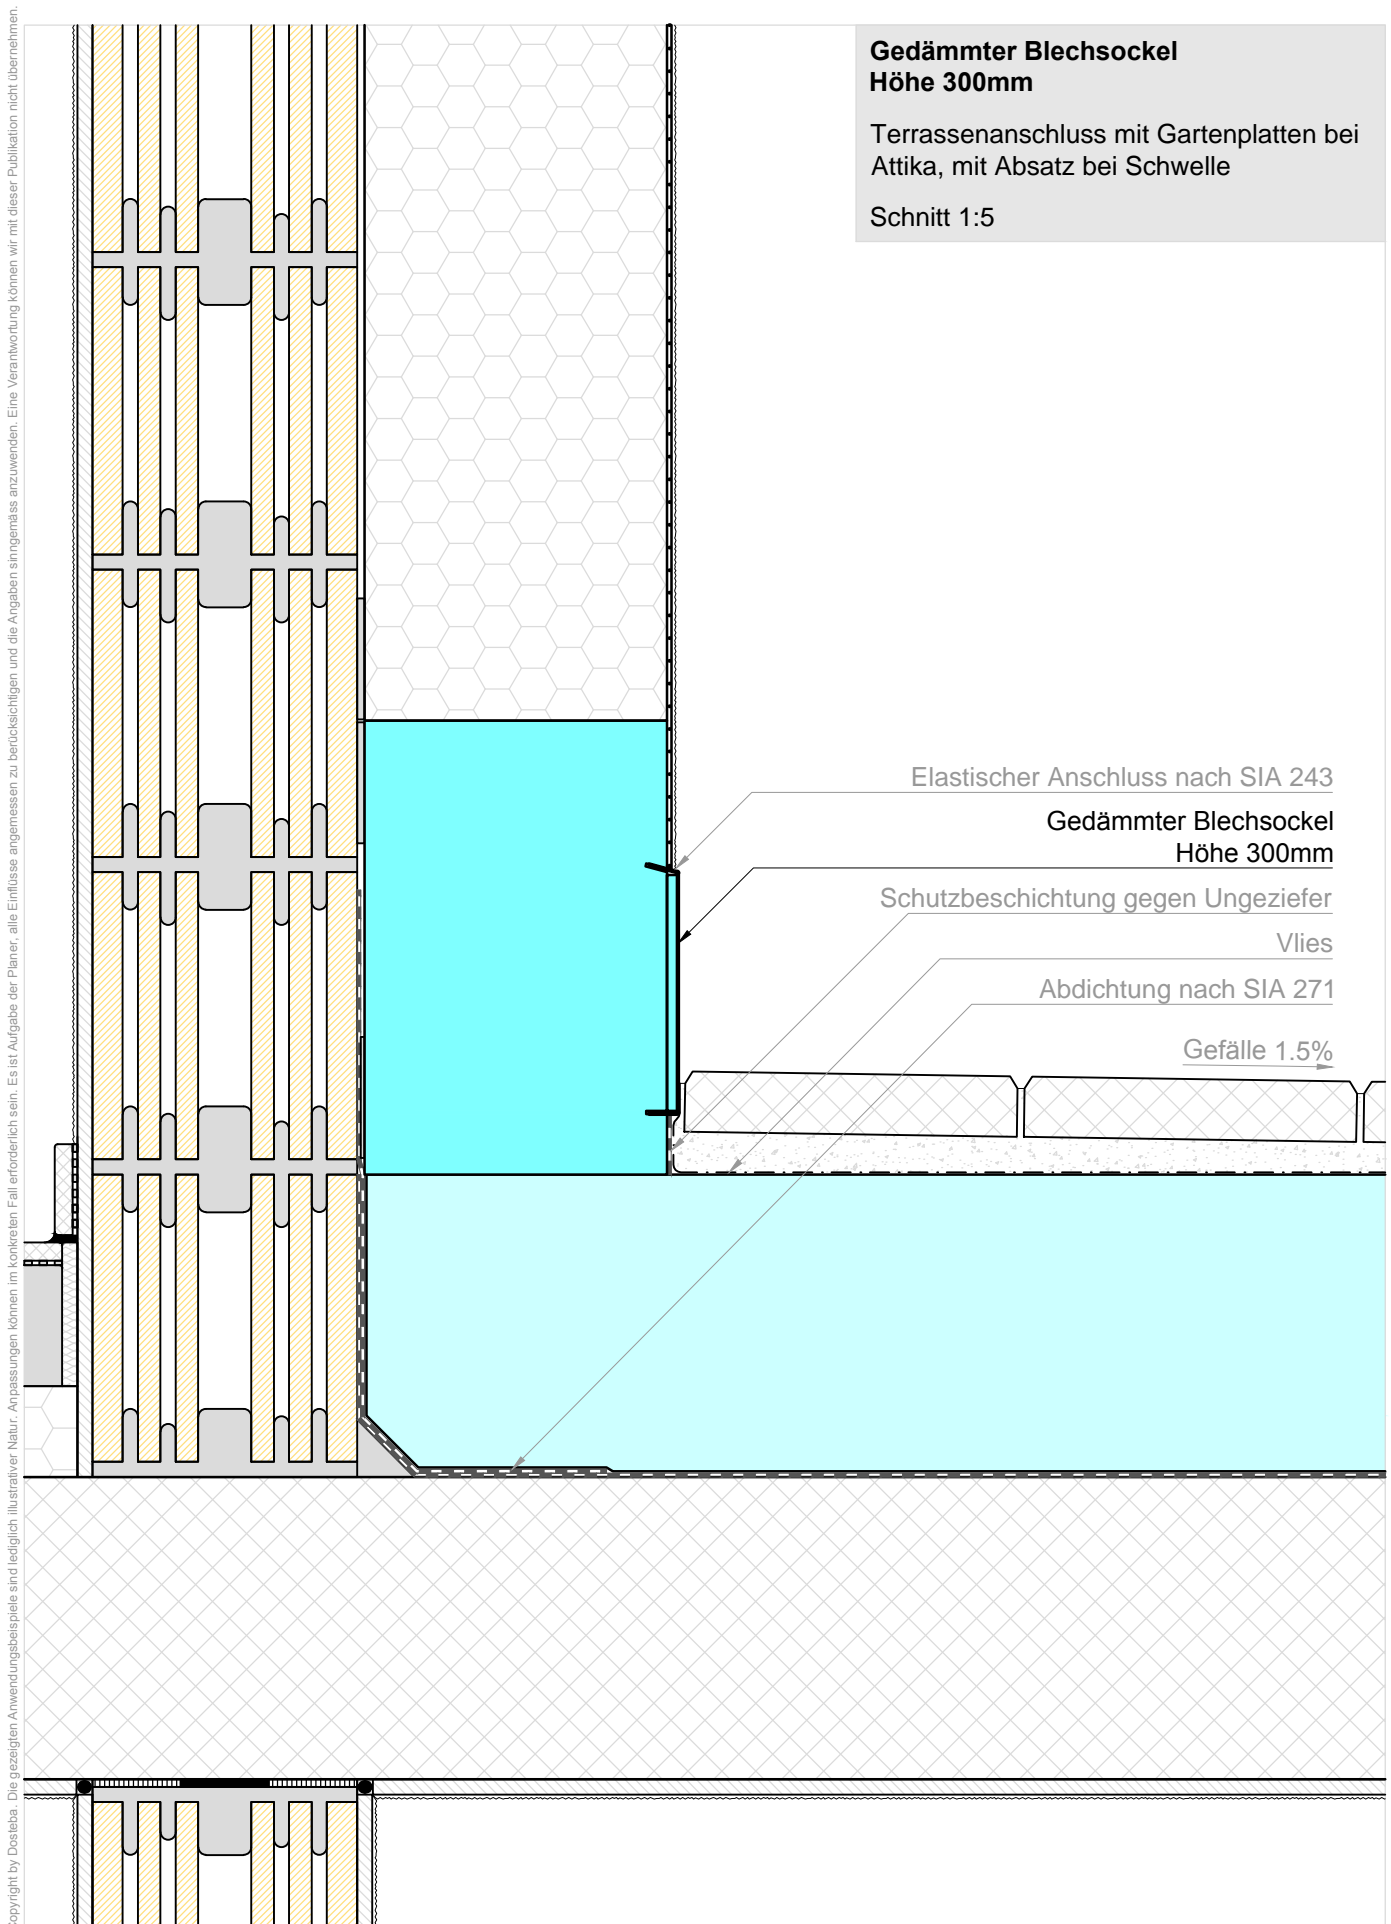 Gedämmter Blechsockel
Höhe 300mm
Terrassenanschluss mit Gartenplatten bei
Attika, mit Absatz bei Schwelle
Schnitt 1:5
Elastischer Anschluss nach SIA 243
Gedämmter Blechsockel
Höhe 300mm
Schutzbeschichtung gegen Ungeziefer
Vlies
Abdichtung nach SIA 271
Gefälle 1.5%
Copyright by Dosteba. Die gezeigten Anwendungsbeispiele sind lediglich illustrativer Natur. Anpassungen können im konkreten Fall erforderlich sein. Es ist Aufgabe der Planer, alle Einflüsse angemessen zu berücksichtigen und die Angaben sinngemäss anzuwenden. Eine Verantwortung können wir mit dieser Publikation nicht übernehmen.